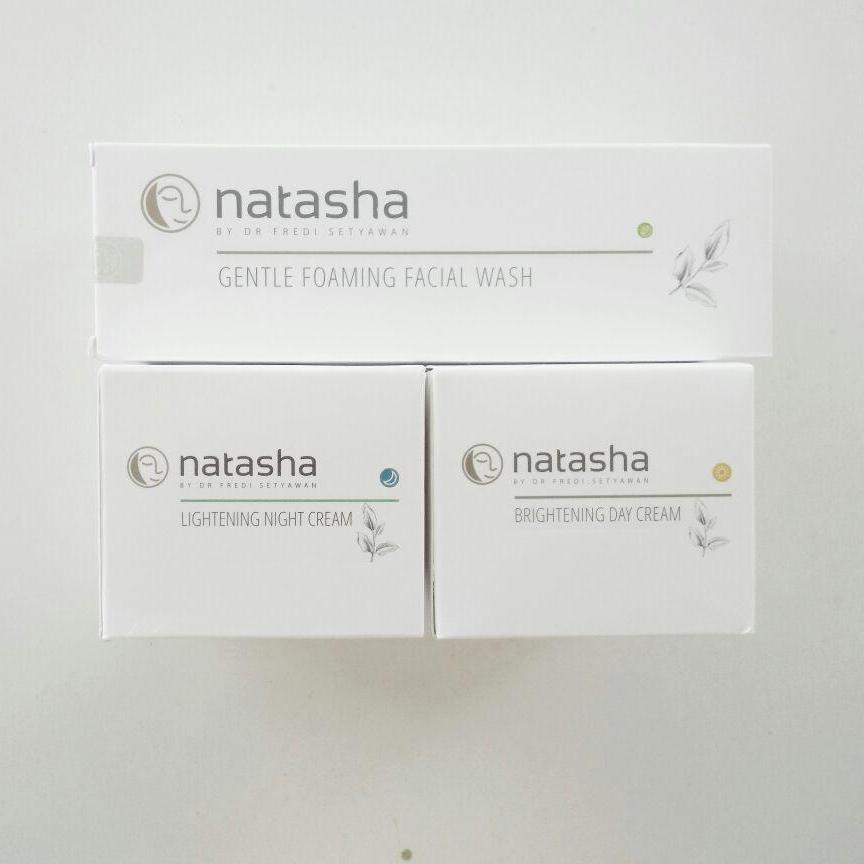 natasha
BY DR FREDI SETYAWAN
GENTLE FOAMING FACIAL WASH
natasha
BY DR FREDI SETYAWAN
LIGHTENING NIGHT CREAM
natasha
BY DR FREDI SETYAWAN
BRIGHTENING DAY CREAM